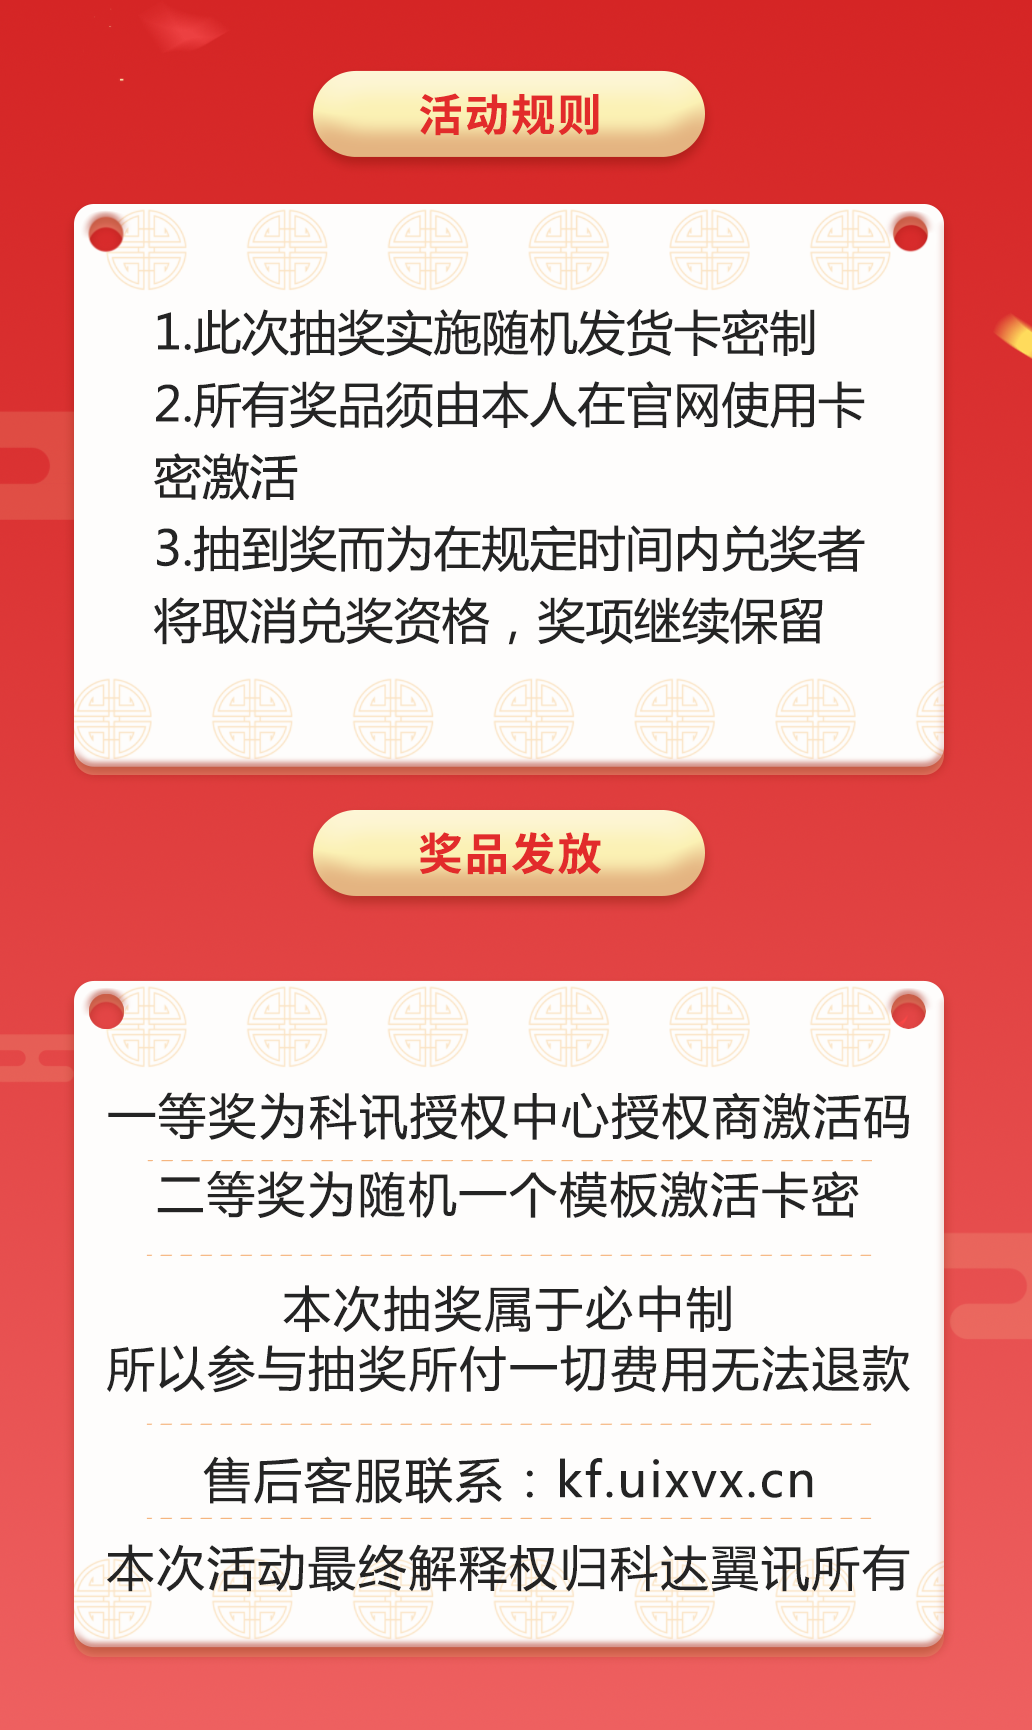 活动规则
1.此次抽奖实施随机发货卡密制
2.所有奖品须由本人在官网使用卡
密激活
3.抽到奖而为在规定时间内兑奖者
将取消兑奖资格，奖项继续保留
奖品发放
一等奖为科讯授权中心授权商激活码
二等奖为随机一个模板激活卡密
本次抽奖属于必中制
所以参与抽奖所付一切费用无法退款
售后客服联系：kf.uixvx.cn
本次活动最终解释权归科达翼讯所有